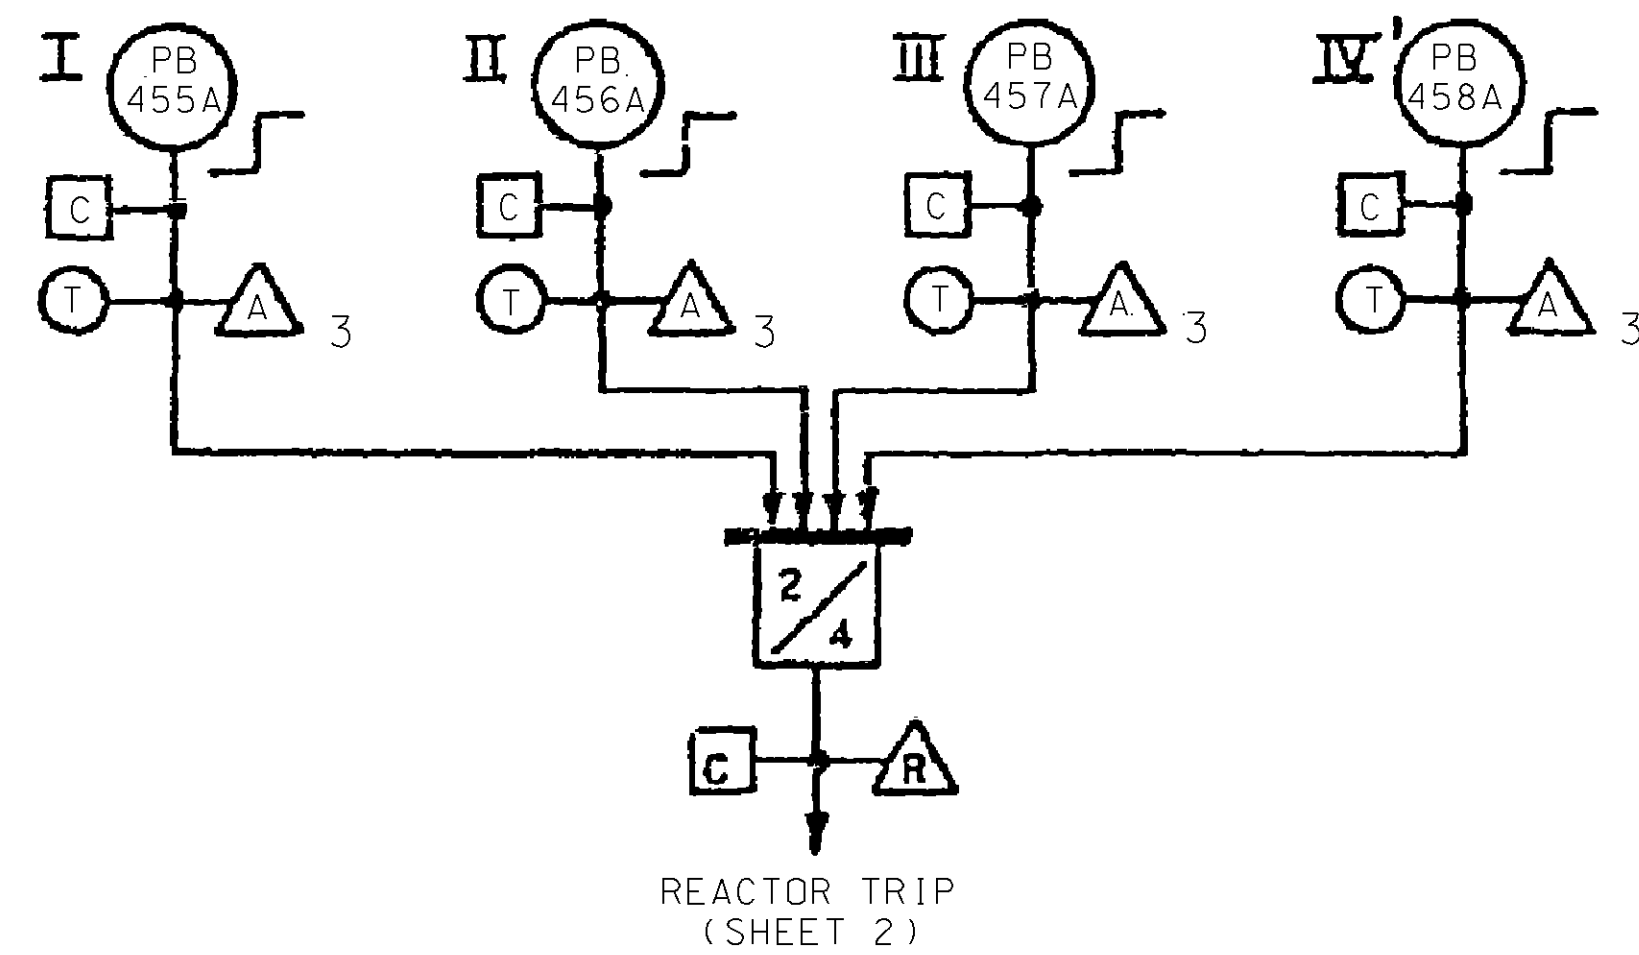 I
PB
455A
II
PB
456A
III
PB
457A
IV
PB
458A
C
C
C
C
T
A
3
T
A
3
T
A
3
T
A
3
2/4
C
R
REACTOR TRIP
(SHEET 2)